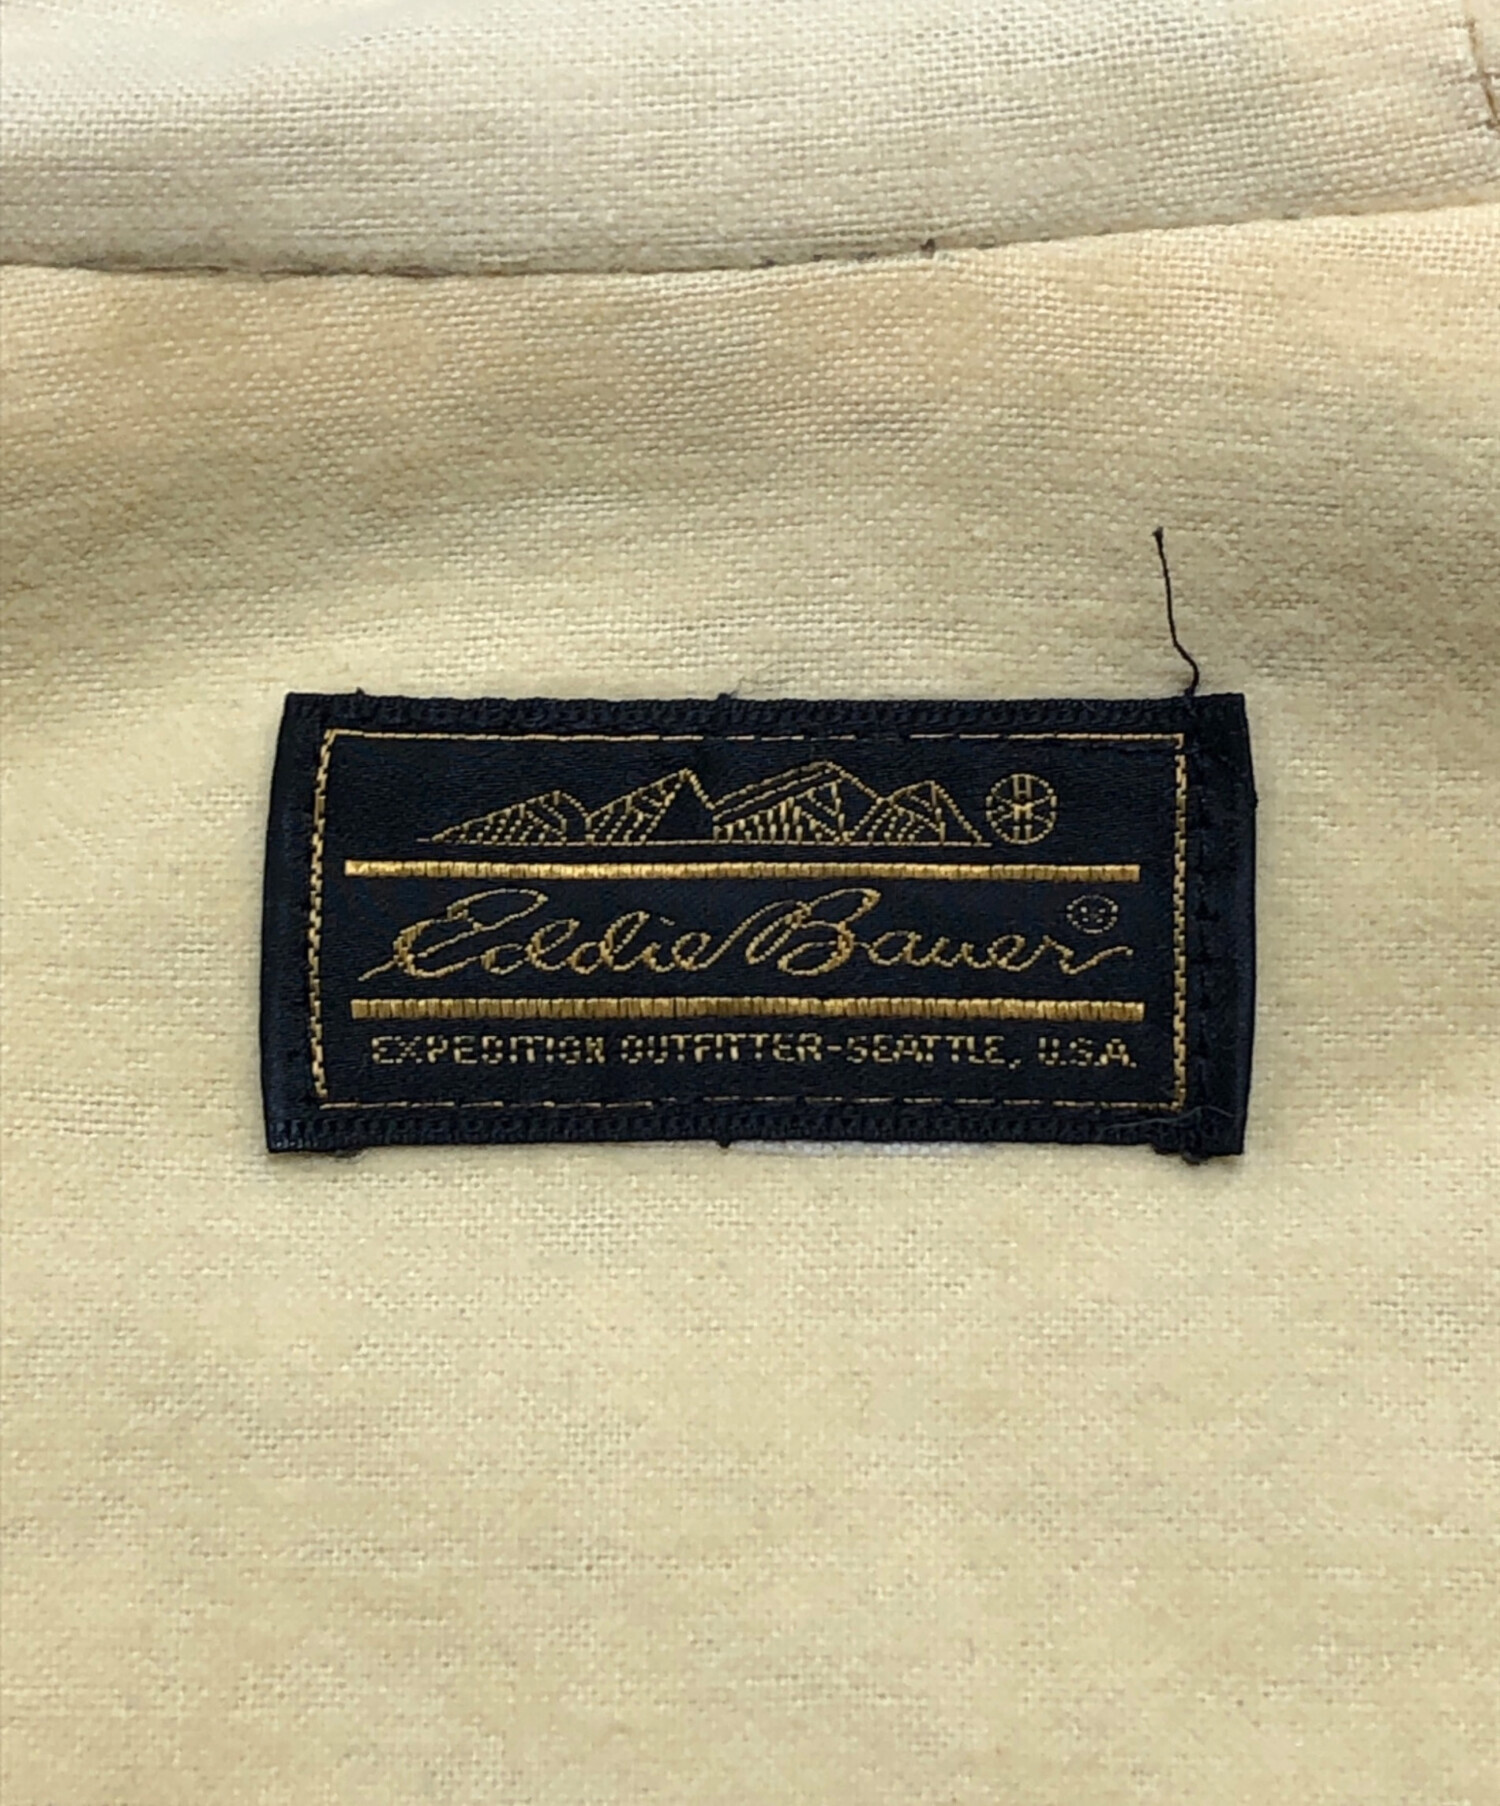 Eddie Bauer®
EXPEDITION OUTFITTER-SEATTLE, U.S.A.